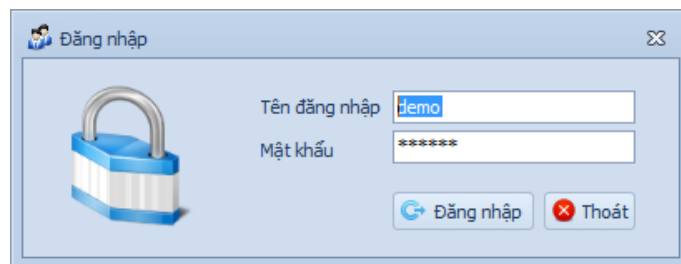 Đăng nhập
Tên đăng nhập demo
Mật khẩu ******
Đăng nhập Thoát